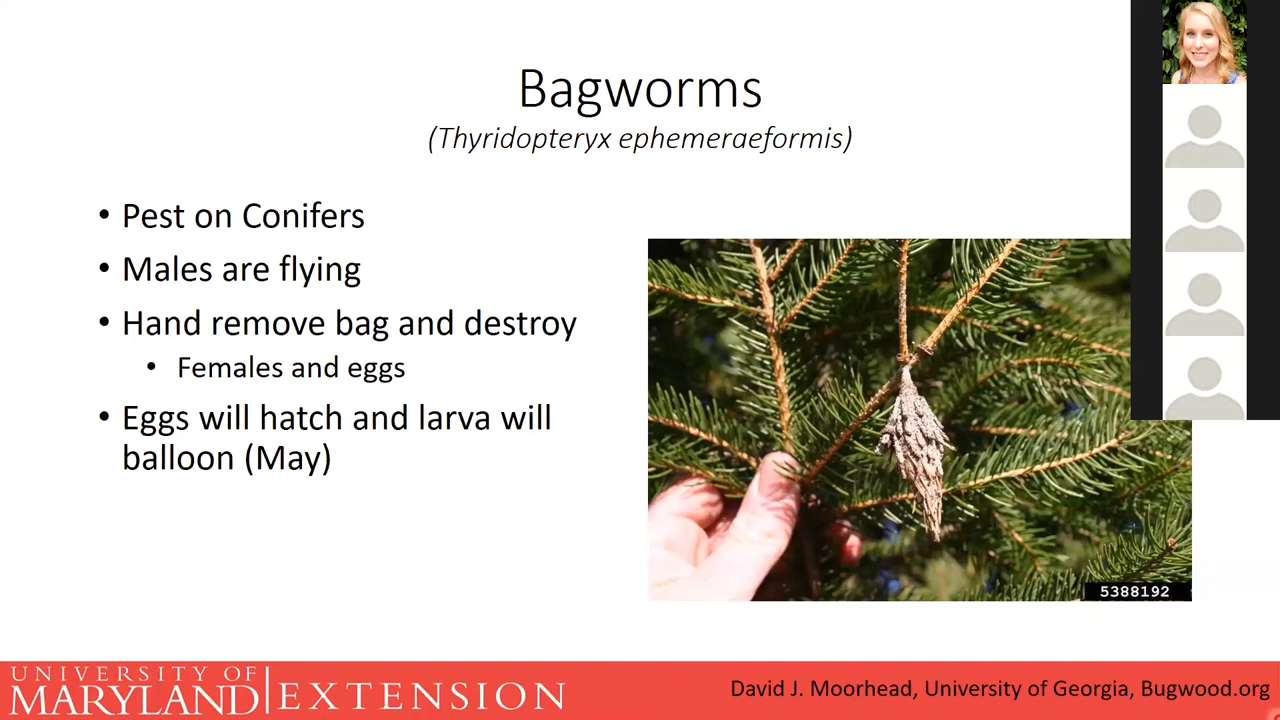 Bagworms
(Thyridopteryx ephemeraeformis)
• Pest on Conifers
• Males are flying
• Hand remove bag and destroy
• Females and eggs
• Eggs will hatch and larva will
balloon (May)
5388192
UNIVERSITY OF
MARYLAND
EXTENSION
David J. Moorhead, University of Georgia, Bugwood.org